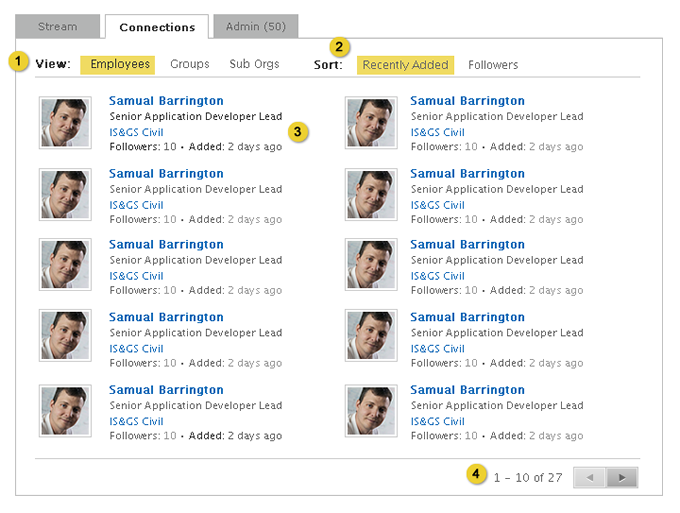 Stream Connections Admin (50)
1 View: Employees Groups Sub Orgs 2 Sort: Recently Added Followers
Samual Barrington
Senior Application Developer Lead
IS&GS Civil
Followers: 10 • Added: 2 days ago
3
Samual Barrington
Senior Application Developer Lead
IS&GS Civil
Followers: 10 • Added: 2 days ago
Samual Barrington
Senior Application Developer Lead
IS&GS Civil
Followers: 10 • Added: 2 days ago
Samual Barrington
Senior Application Developer Lead
IS&GS Civil
Followers: 10 • Added: 2 days ago
Samual Barrington
Senior Application Developer Lead
IS&GS Civil
Followers: 10 • Added: 2 days ago
Samual Barrington
Senior Application Developer Lead
IS&GS Civil
Followers: 10 • Added: 2 days ago
Samual Barrington
Senior Application Developer Lead
IS&GS Civil
Followers: 10 • Added: 2 days ago
Samual Barrington
Senior Application Developer Lead
IS&GS Civil
Followers: 10 • Added: 2 days ago
Samual Barrington
Senior Application Developer Lead
IS&GS Civil
Followers: 10 • Added: 2 days ago
Samual Barrington
Senior Application Developer Lead
IS&GS Civil
Followers: 10 • Added: 2 days ago
4 1 – 10 of 27